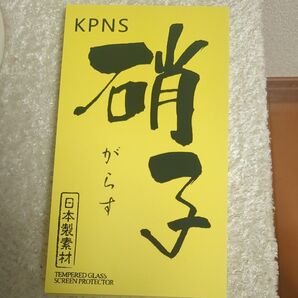 KPNS
硝子
がらす
日本製素材
TEMPERED GLASS
SCREEN PROTECTOR